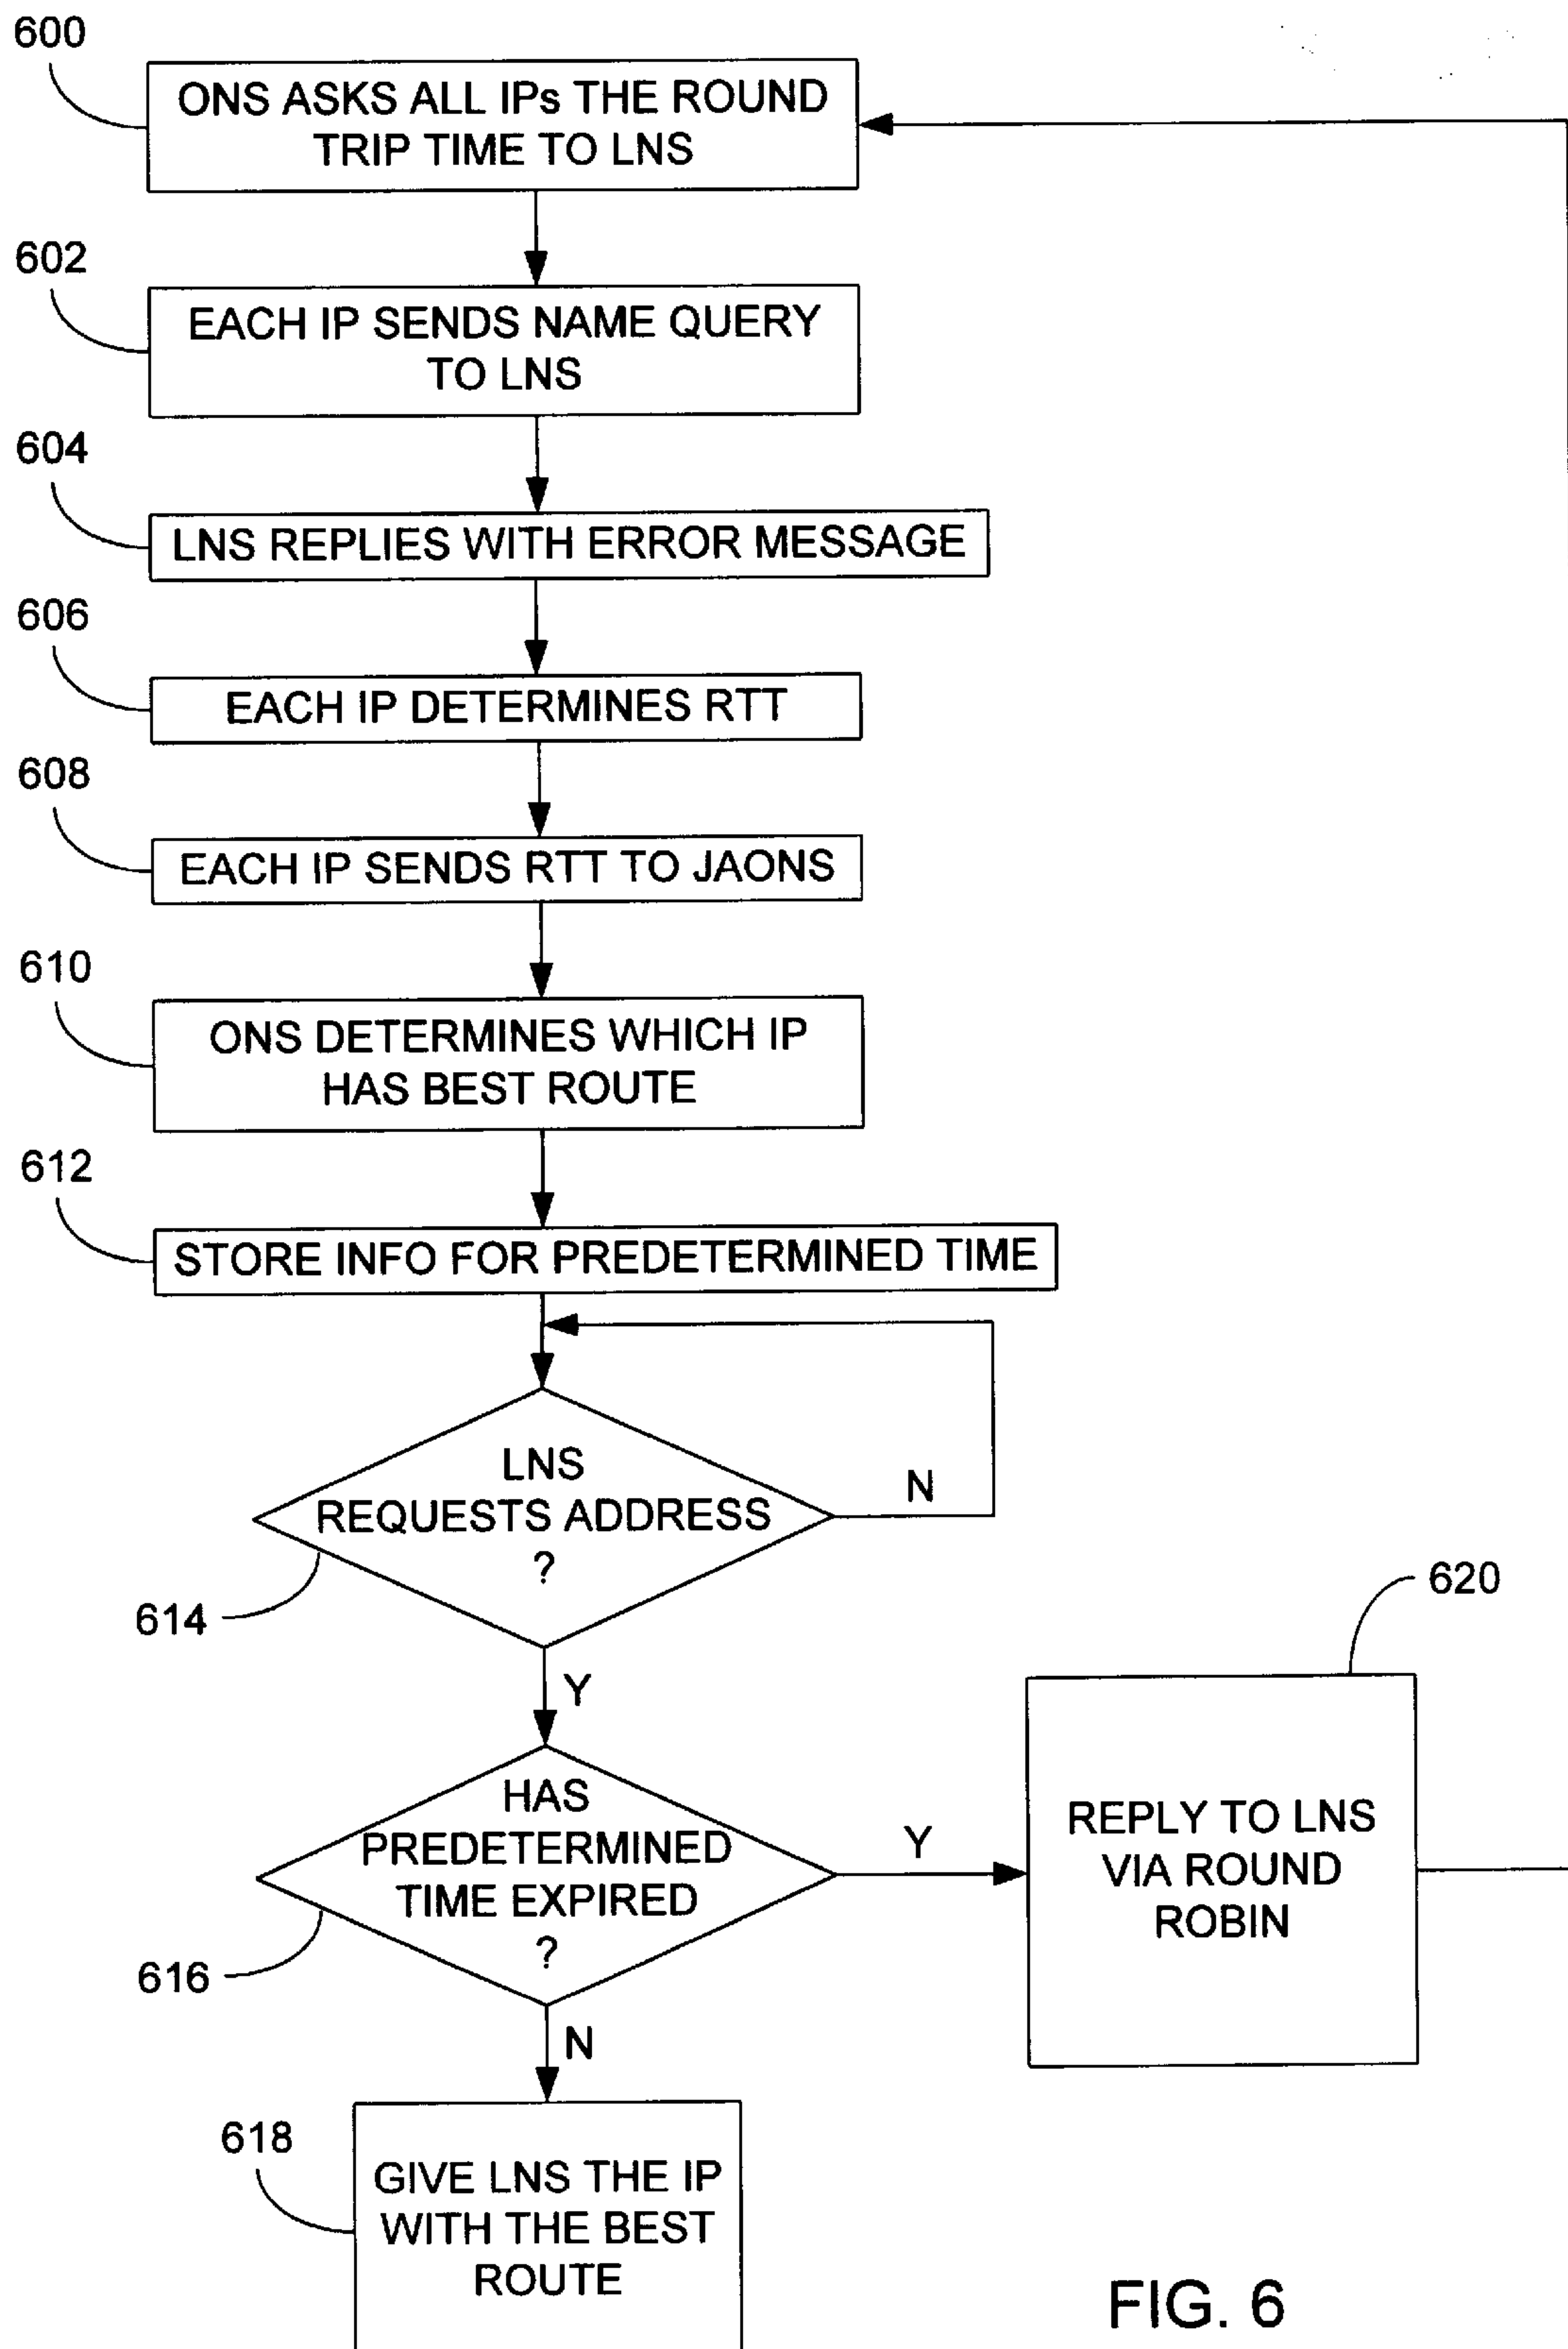 600
ONS ASKS ALL IPs THE ROUND
TRIP TIME TO LNS
602
EACH IP SENDS NAME QUERY
TO LNS
604
LNS REPLIES WITH ERROR MESSAGE
606
EACH IP DETERMINES RTT
608
EACH IP SENDS RTT TO JAONS
610
ONS DETERMINES WHICH IP
HAS BEST ROUTE
612
STORE INFO FOR PREDETERMINED TIME
LNS
REQUESTS ADDRESS
?
N
614
Y
620
HAS
PREDETERMINED
TIME EXPIRED
?
Y
616
REPLY TO LNS
VIA ROUND
ROBIN
N
618
GIVE LNS THE IP
WITH THE BEST
ROUTE
FIG. 6